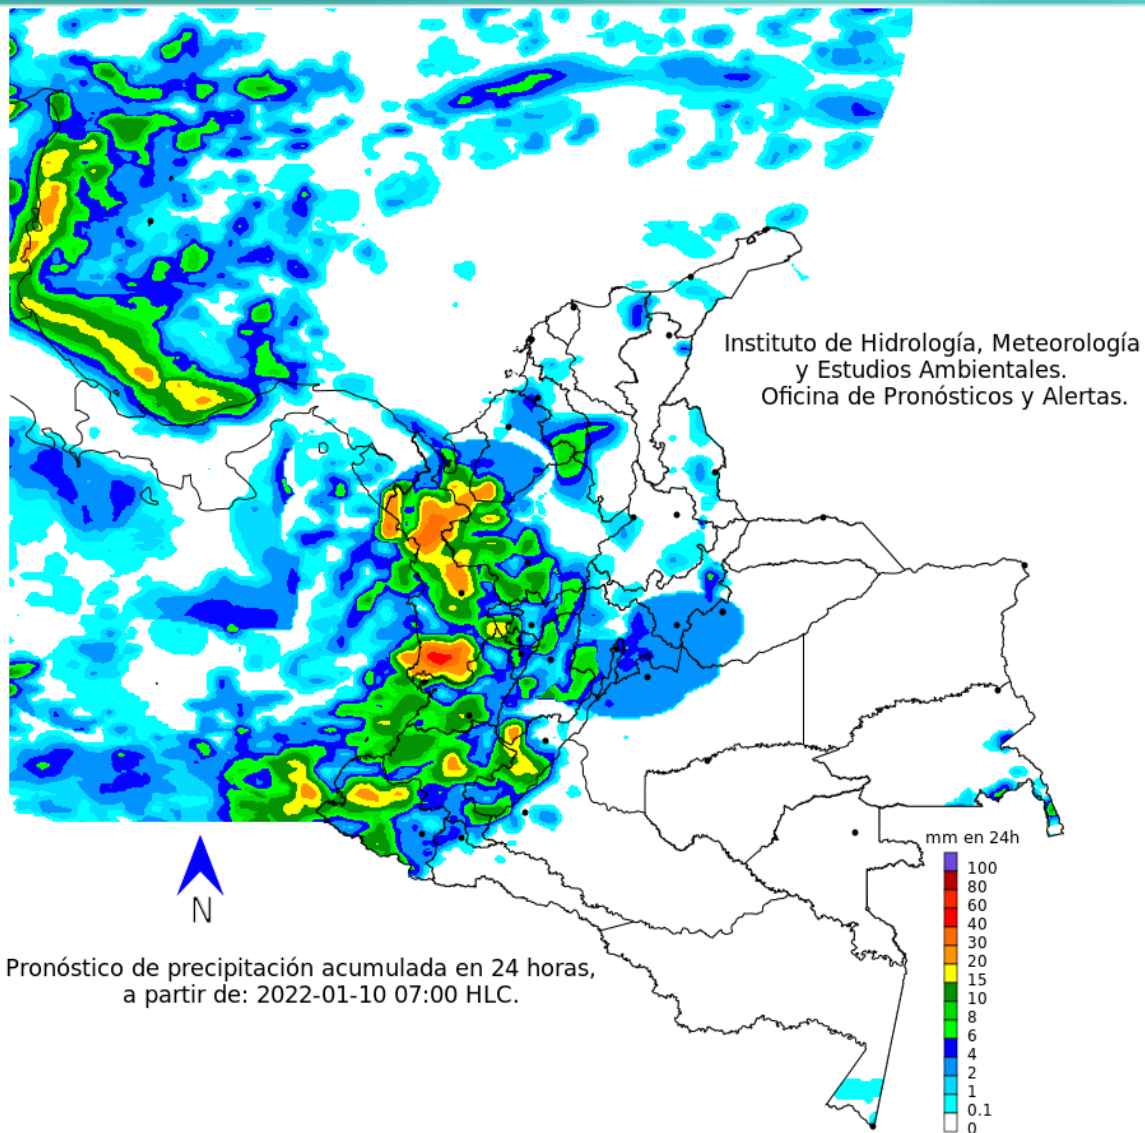 Instituto de Hidrología, Meteorología
y Estudios Ambientales.
Oficina de Pronósticos y Alertas.
mm en 24h
100
80
60
40
30
20
15
10
8
6
4
2
1
0.1
0
N
Pronóstico de precipitación acumulada en 24 horas,
a partir de: 2022-01-10 07:00 HLC.